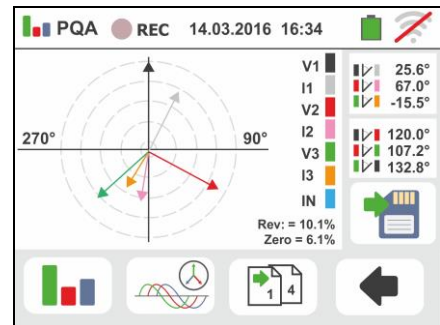 PQA REC 14.03.2016 16:34
270° 90°
V1
I1
V2
I2
V3
I3
IN
Rev: = 10.1%
Zero = 6.1%
25.6°
67.0°
-15.5°
120.0°
107.2°
132.8°
1 4